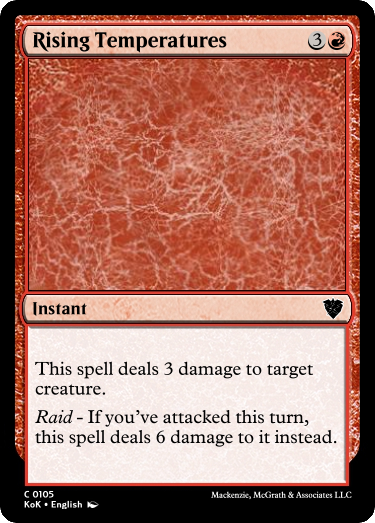 Rising Temperatures 3
Instant
This spell deals 3 damage to target
creature.
Raid - If you've attacked this turn,
this spell deals 6 damage to it instead.
C 0105
KoK • English
Mackenzie, McGrath & Associates LLC